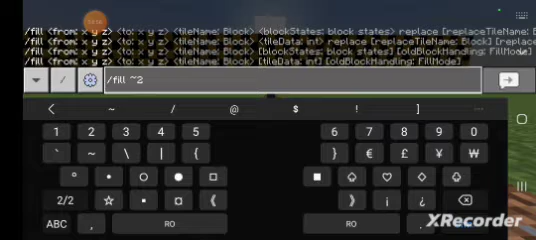 /fill <from: x y z> <to: x y z> <tileName: Block> <blockStates: block states> replace [replaceTileName: Block]
/fill <from: x y z> <to: x y z> <tileName: Block> <tileData: int> replace [replaceTileName: Block] [repla
/fill <from: x y z> <to: x y z> <tileName: Block> [blockStates: block states] [oldBlockHandling: FillMode]
/fill <from: x y z> <to: x y z> <tileName: Block> [tileData: int] [oldBlockHandling: FillMode]
/ /fill ~2
~ / @ $ ! ] ...
1 2 3 4 5 6 7 8 9 0
` ~ \ | { } € £ ¥ ₩
° • ○ ● □ ■ ♤ ♡ ◇ ♧
2/2 ☆ ▪ ¤ 《 》 ¡ ¿
ABC , RO RO .
XRecorder